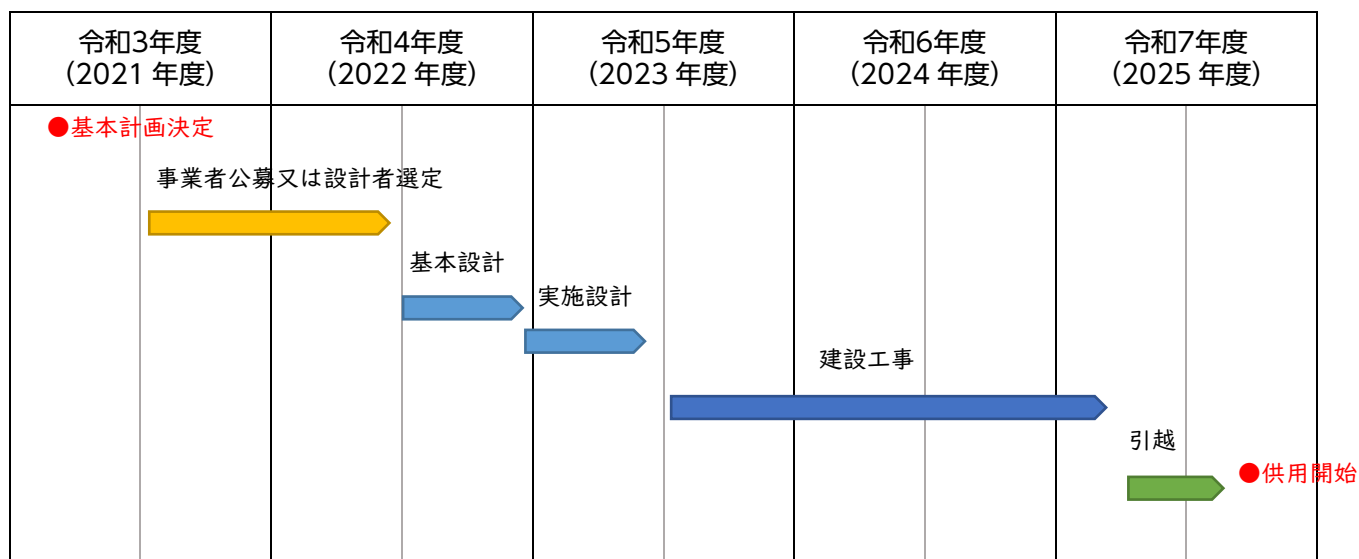 令和3年度
（2021 年度）
令和4年度
（2022 年度）
令和5年度
（2023 年度）
令和6年度
（2024 年度）
令和7年度
（2025 年度）
●基本計画決定
事業者公募又は設計者選定
基本設計
実施設計
建設工事
引越
●供用開始